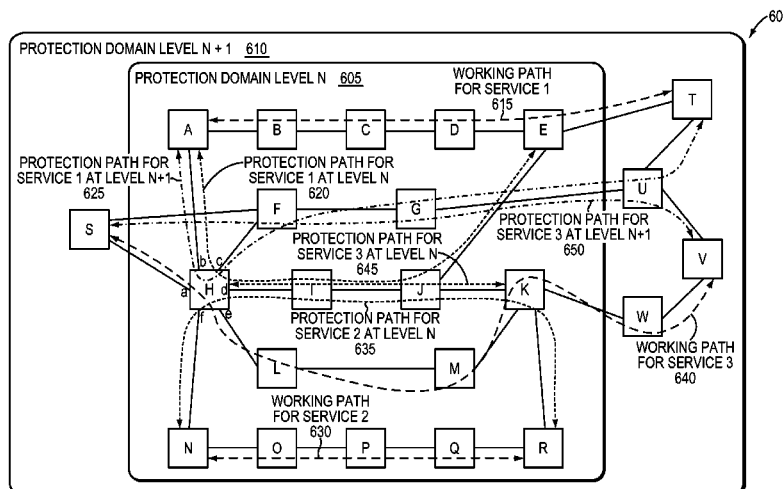 60
PROTECTION DOMAIN LEVEL N + 1 610
PROTECTION DOMAIN LEVEL N 605
WORKING PATH
FOR SERVICE 1
615
T
A
B
C
D
E
PROTECTION PATH FOR
SERVICE 1 AT LEVEL N+1
625
PROTECTION PATH FOR
SERVICE 1 AT LEVEL N
620
F
G
U
S
PROTECTION PATH FOR
SERVICE 3 AT LEVEL N+1
650
PROTECTION PATH FOR
SERVICE 3 AT LEVEL N
645
V
b
c
a
H
d
I
J
K
f
e
PROTECTION PATH FOR
SERVICE 2 AT LEVEL N
635
W
WORKING PATH
FOR SERVICE 3
640
L
M
WORKING PATH
FOR SERVICE 2
630
N
O
P
Q
R